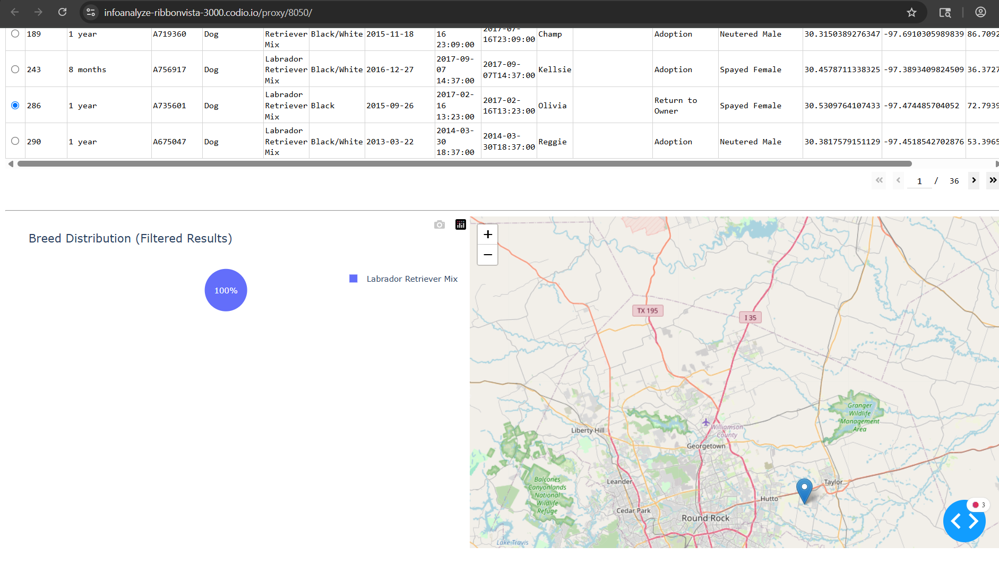 infoanalyze-ribbonvista-3000.codio.io/proxy/8050/
189 1 year A719360 Dog Retriever Mix Black/White 2015-11-18 16 23:09:00 2017-07-16T23:09:00 Champ Adoption Neutered Male 30.3150389276347 -97.6910305989839 86.7092
243 8 months A756917 Dog Labrador Retriever Mix Black/White 2016-12-27 2017-09-07 14:37:00 2017-09-07T14:37:00 Kellsie Adoption Spayed Female 30.4578711338325 -97.3893409824509 36.3727
286 1 year A735601 Dog Labrador Retriever Mix Black 2015-09-26 2017-02-16 13:23:00 2017-02-16T13:23:00 Olivia Return to Owner Spayed Female 30.5309764107433 -97.474485704052 72.7939
290 1 year A675047 Dog Labrador Retriever Mix Black/White 2013-03-22 2014-03-30 18:37:00 2014-03-30T18:37:00 Reggie Adoption Neutered Male 30.3817579151129 -97.4518542702876 53.3965
1 / 36
Breed Distribution (Filtered Results)
100%
Labrador Retriever Mix
+
−
TX 195
I 35
Granger
Wildlife
Management
Area
Williamson
County
Liberty Hill
Georgetown
Balcones
Canyonlands
National
Wildlife
Refuge
Leander
Taylor
Hutto
Cedar Park
Round Rock
Lake Travis
3